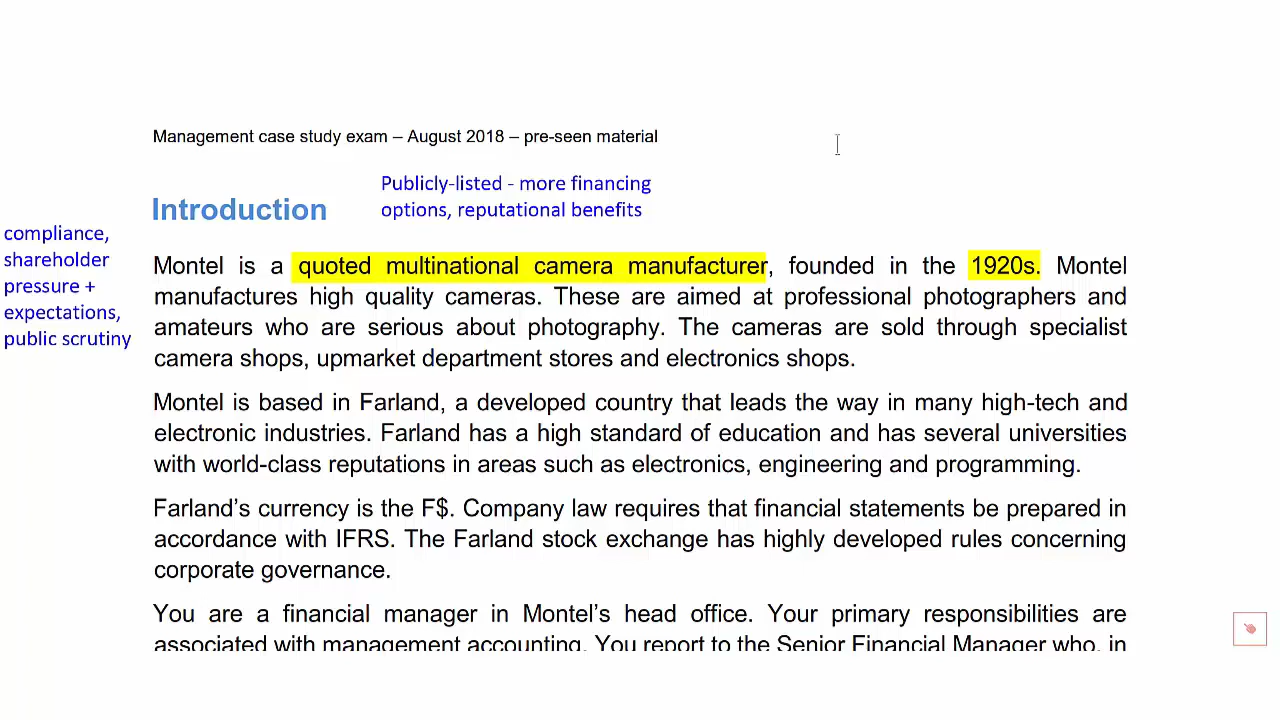 Management case study exam – August 2018 – pre-seen material
Publicly-listed - more financing
options, reputational benefits
Introduction
compliance,
shareholder
pressure +
expectations,
public scrutiny
Montel is a quoted multinational camera manufacturer, founded in the 1920s. Montel
manufactures high quality cameras. These are aimed at professional photographers and
amateurs who are serious about photography. The cameras are sold through specialist
camera shops, upmarket department stores and electronics shops.
Montel is based in Farland, a developed country that leads the way in many high-tech and
electronic industries. Farland has a high standard of education and has several universities
with world-class reputations in areas such as electronics, engineering and programming.
Farland’s currency is the F$. Company law requires that financial statements be prepared in
accordance with IFRS. The Farland stock exchange has highly developed rules concerning
corporate governance.
You are a financial manager in Montel’s head office. Your primary responsibilities are
associated with management accounting. You report to the Senior Financial Manager who, in